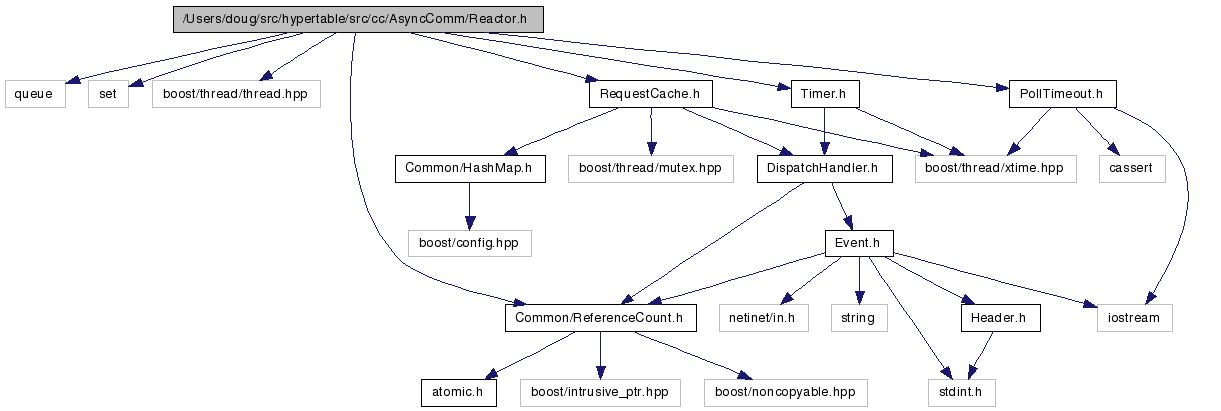 /Users/doug/src/hypertable/src/cc/AsyncComm/Reactor.h
queue
set
boost/thread/thread.hpp
RequestCache.h
Timer.h
PollTimeout.h
Common/HashMap.h
boost/thread/mutex.hpp
DispatchHandler.h
boost/thread/xtime.hpp
cassert
boost/config.hpp
Event.h
Common/ReferenceCount.h
netinet/in.h
string
Header.h
iostream
atomic.h
boost/intrusive_ptr.hpp
boost/noncopyable.hpp
stdint.h